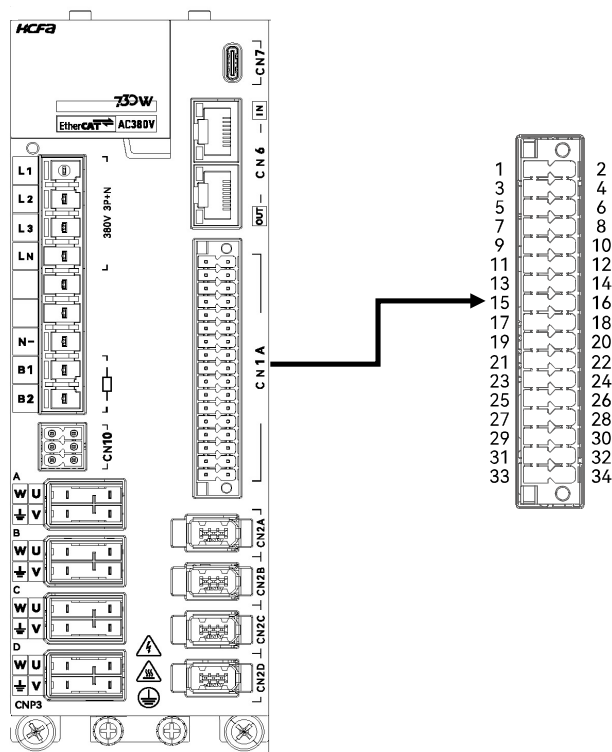 HCFA
CN7
730W
EtherCAT
AC380V
IN
CN6
OUT
L1
L2
L3
LN
380V 3P+N
N-
B1
B2
CN10
CN1A
A
W U
V
B
W U
V
C
W U
V
D
W U
V
CNP3
CN2A
CN2B
CN2C
CN2D
1 2
3 4
5 6
7 8
9 10
11 12
13 14
15 16
17 18
19 20
21 22
23 24
25 26
27 28
29 30
31 32
33 34